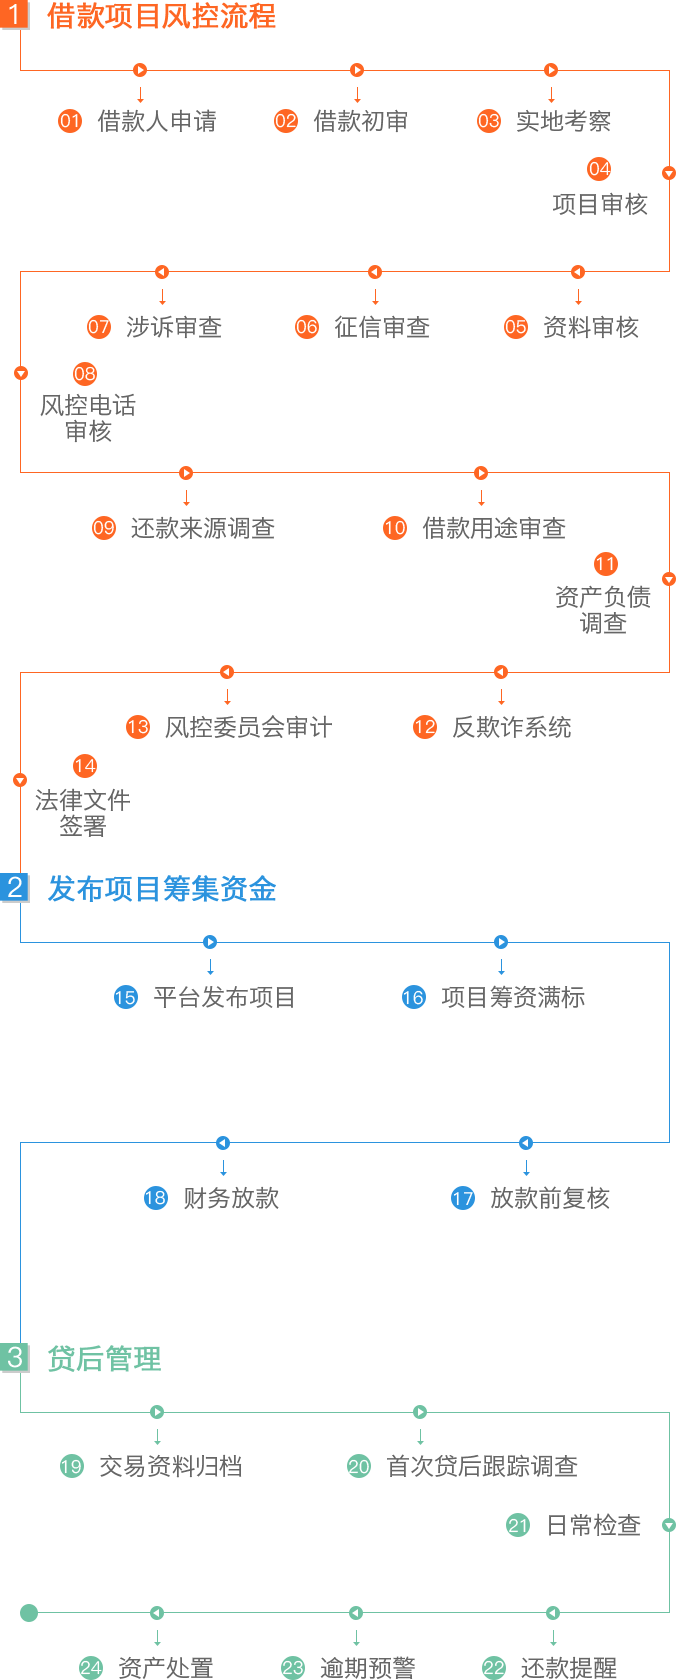 1 借款项目风控流程
01 借款人申请
02 借款初审
03 实地考察
04
项目审核
05 资料审核
06 征信审查
07 涉诉审查
08
风控电话
审核
09 还款来源调查
10 借款用途审查
11
资产负债
调查
12 反欺诈系统
13 风控委员会审计
14
法律文件
签署
2 发布项目筹集资金
15 平台发布项目
16 项目筹资满标
17 放款前复核
18 财务放款
3 贷后管理
19 交易资料归档
20 首次贷后跟踪调查
21 日常检查
22 还款提醒
23 逾期预警
24 资产处置